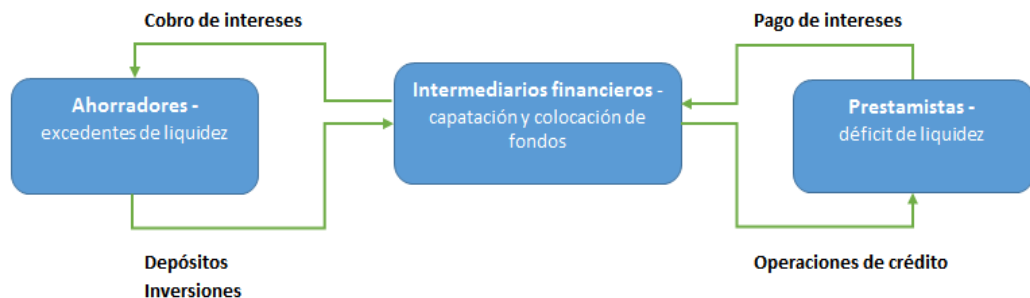 Cobro de intereses
Pago de intereses
Ahorradores -
excedentes de liquidez
Intermediarios financieros -
capatación y colocación de
fondos
Prestamistas -
déficit de liquidez
Depósitos
Inversiones
Operaciones de crédito